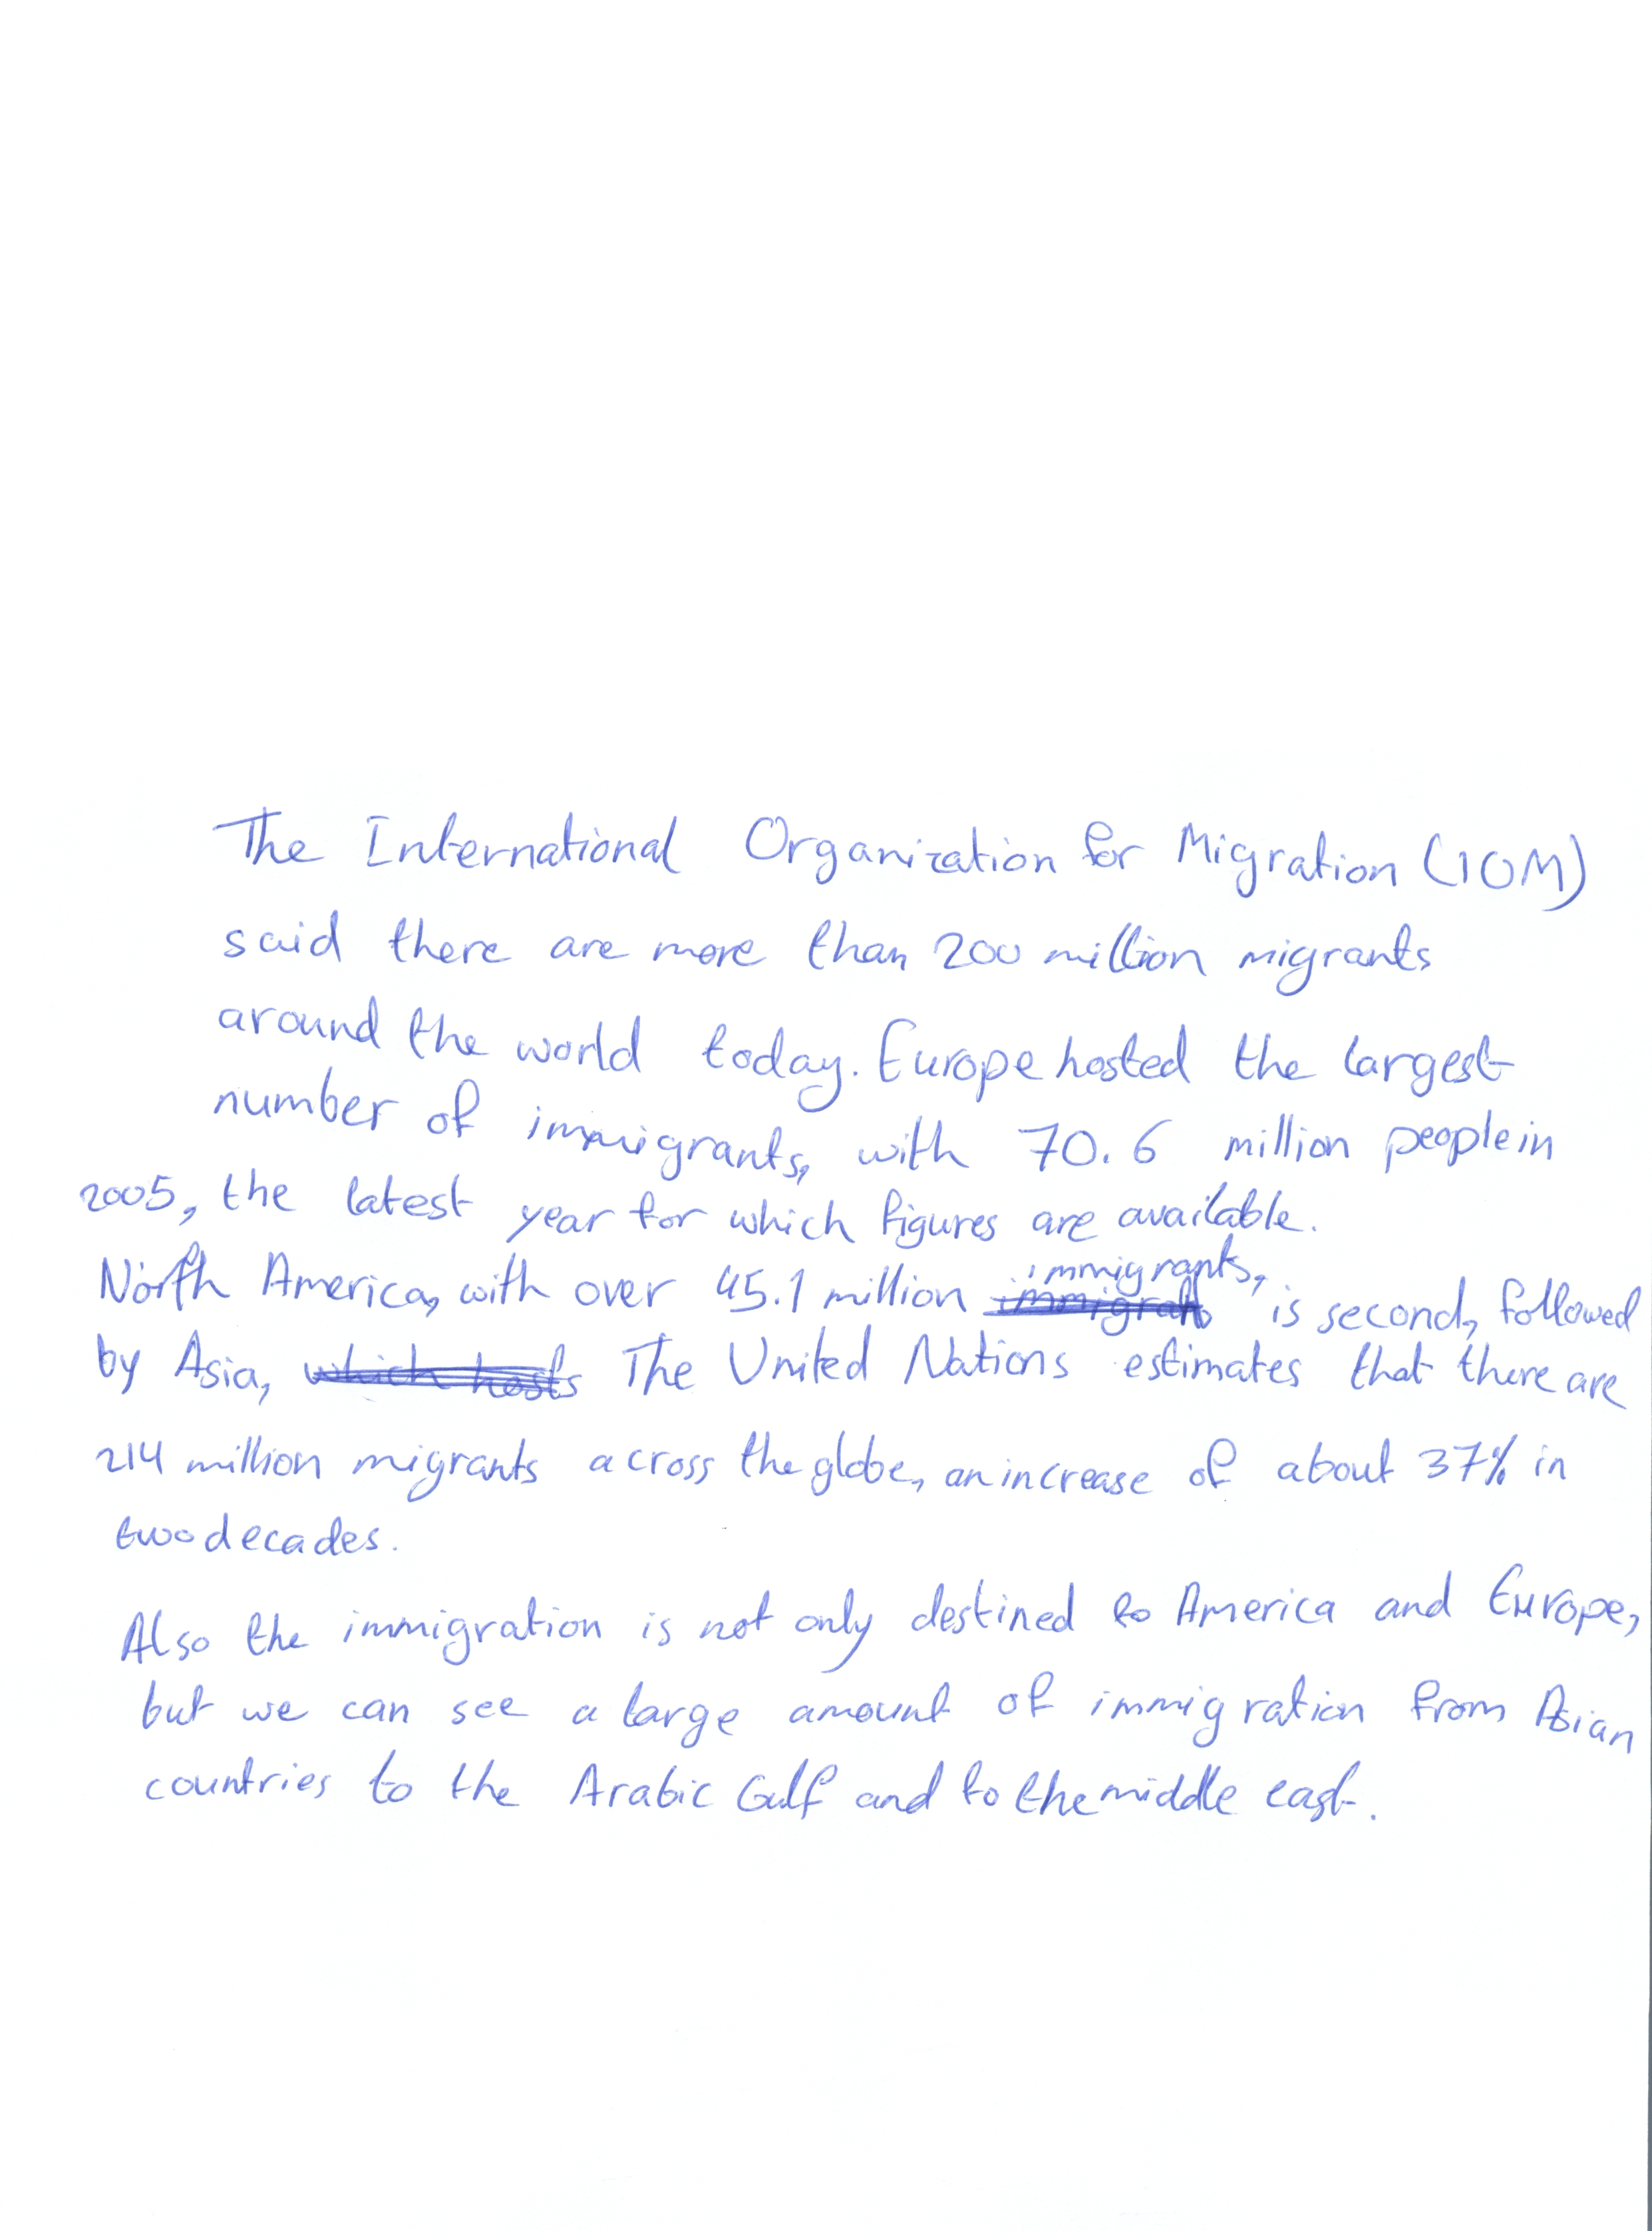 The International Organization for Migration (IOM)
said there are more than 200 million migrants
around the world today. Europe hosted the largest
number of immigrants, with 70.6 million people in
2005, the latest year for which figures are available.
North America, with over 45.1 million immigrants, is second, followed
by Asia, The United Nations estimates that there are
214 million migrants across the globe, an increase of about 37% in
two decades.
Also the immigration is not only destined to America and Europe,
but we can see a large amount of immigration from Asian
countries to the Arabic Gulf and to the middle east.